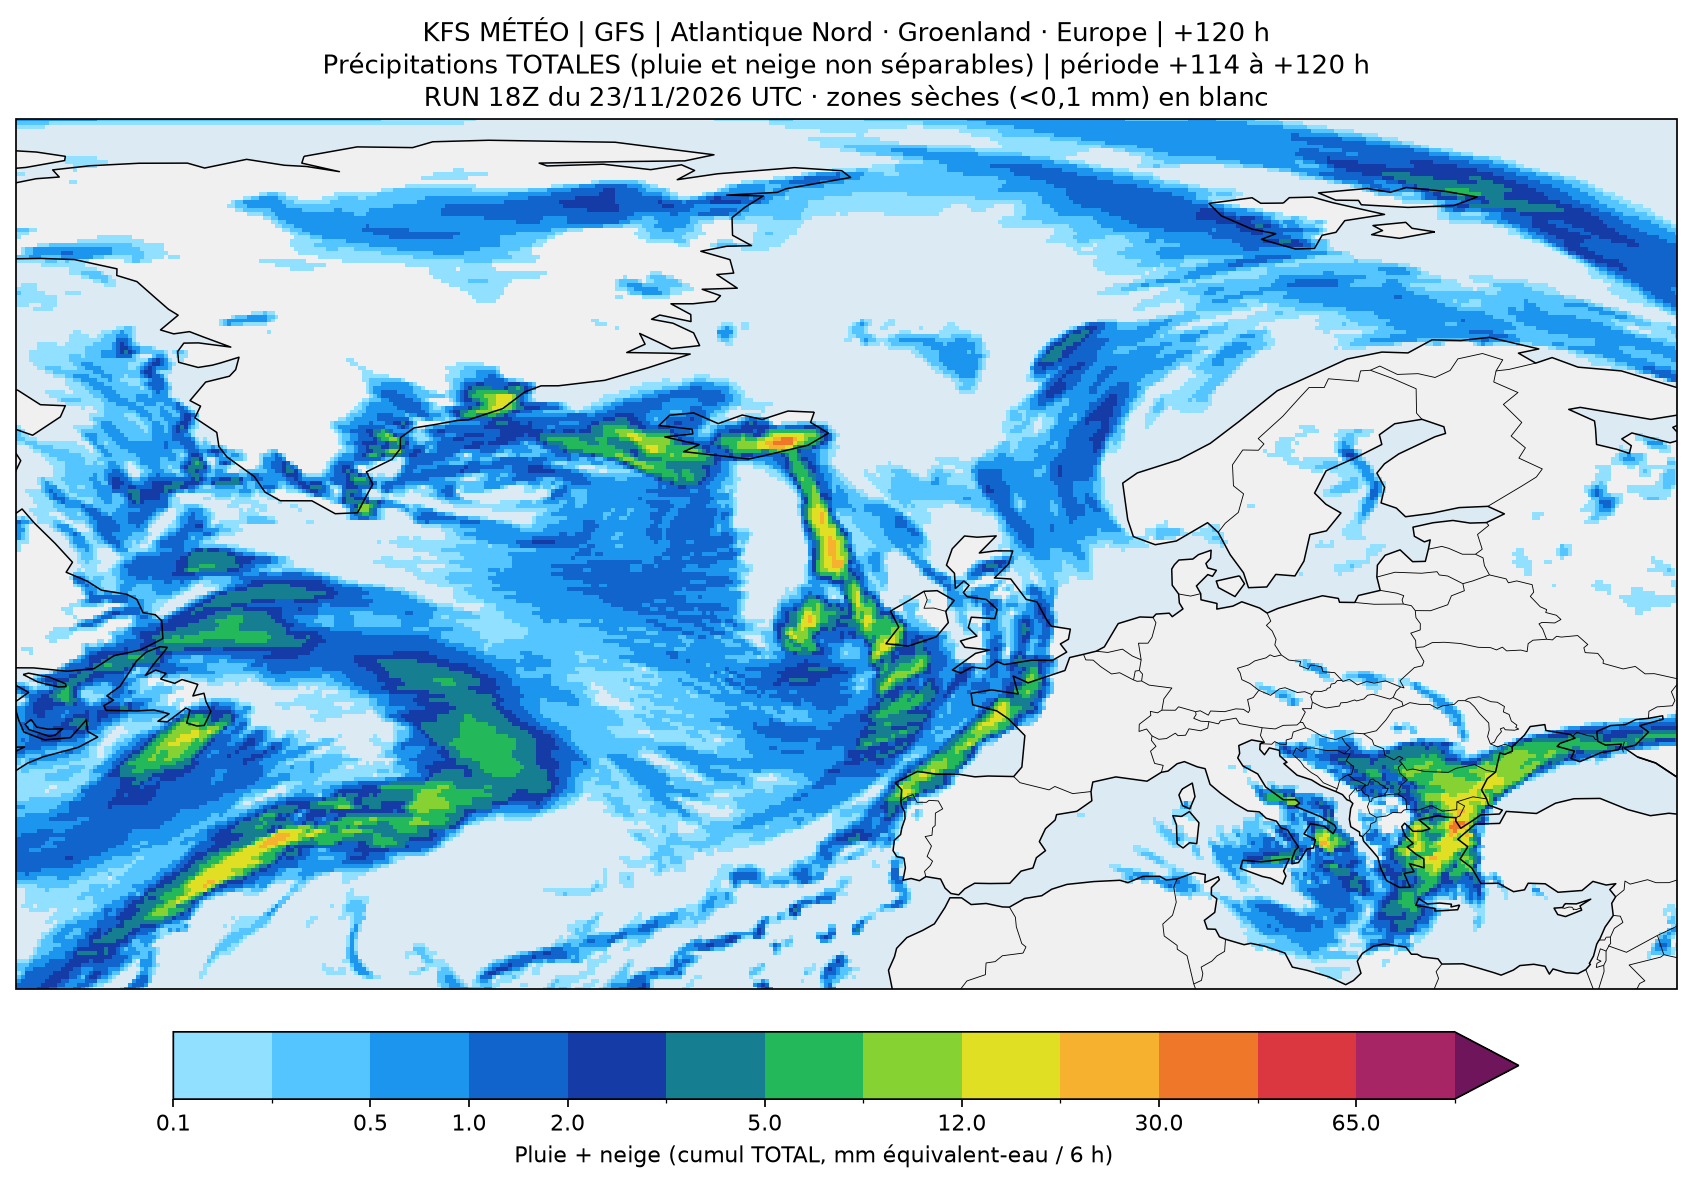 KFS MÉTÉO | GFS | Atlantique Nord · Groenland · Europe | +120 h
Précipitations TOTALES (pluie et neige non séparables) | période +114 à +120 h
RUN 18Z du 23/11/2026 UTC · zones sèches (<0,1 mm) en blanc
0.1 0.5 1.0 2.0 5.0 12.0 30.0 65.0
Pluie + neige (cumul TOTAL, mm équivalent-eau / 6 h)